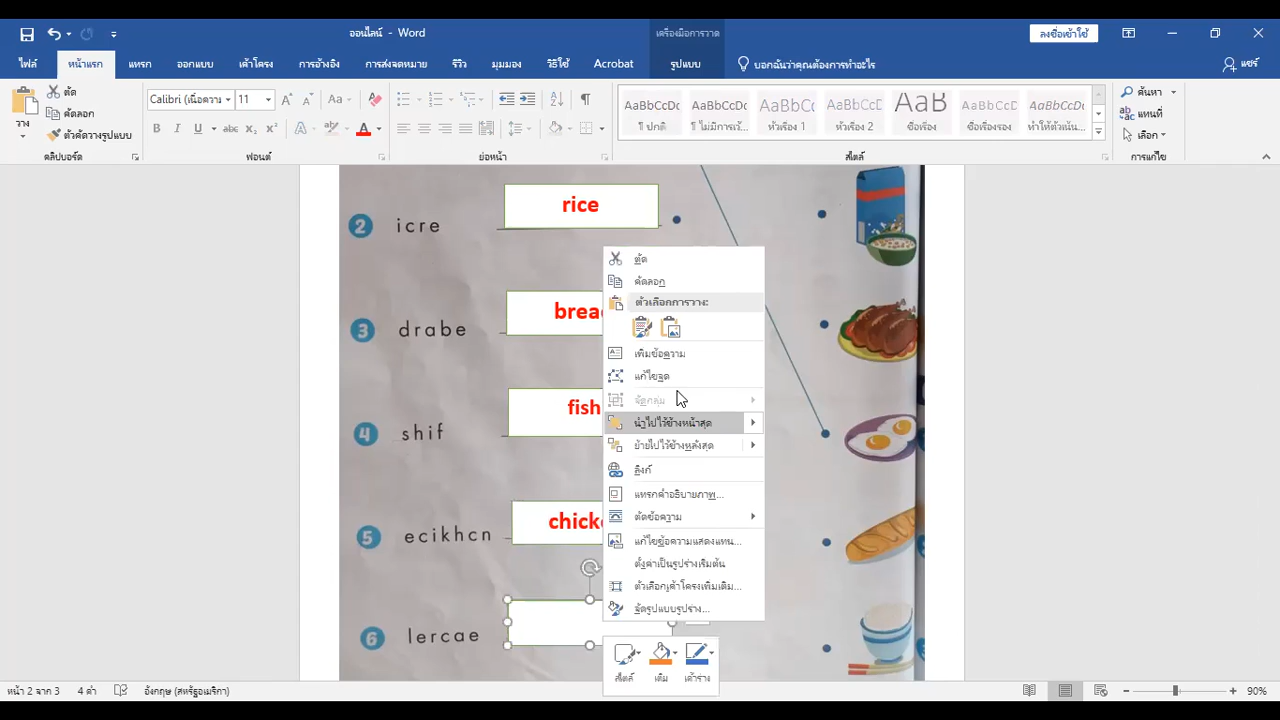 ออนไลน์ - Word
เครื่องมือการวาด
ลงชื่อเข้าใช้
ไฟล์
หน้าแรก
แทรก
ออกแบบ
เค้าโครง
การอ้างอิง
การส่งจดหมาย
รีวิว
มุมมอง
วิธีใช้
Acrobat
รูปแบบ
บอกฉันว่าคุณต้องการทำอะไร
แชร์
วาง
ตัด
คัดลอก
ตัวคัดวางรูปแบบ
คลิปบอร์ด
Calibri (เนื้อควา
11
ฟอนต์
ย่อหน้า
AaBbCcDc
¶ ปกติ
AaBbCcDc
¶ ไม่มีการเว้...
AaBbCcDc
หัวเรื่อง 1
AaBbCcDc
หัวเรื่อง 2
AaB
ชื่อเรื่อง
AaBbCcDc
ชื่อเรื่องรอง
AaBbCcDc
ทำให้ตัวเน้น...
สไตล์
ค้นหา
แทนที่
เลือก
การแก้ไข
2 icre rice
3 drabe brea
4 shif fish
5 ecikhcn chicke
6 lercae
ตัด
คัดลอก
ตัวเลือกการวาง:
เพิ่มข้อความ
แก้ไขจุด
จัดกลุ่ม
นำไปไว้ข้างหน้าสุด
ย้ายไปไว้ข้างหลังสุด
ลิงก์
แทรกคำอธิบายภาพ...
ตัดข้อความ
แก้ไขข้อความแสดงแทน...
ตั้งค่าเป็นรูปร่างเริ่มต้น
ตัวเลือกเค้าโครงเพิ่มเติม...
จัดรูปแบบรูปร่าง...
สไตล์
เติม
เค้าร่าง
หน้า 2 จาก 3
4 คำ
อังกฤษ (สหรัฐอเมริกา)
90%